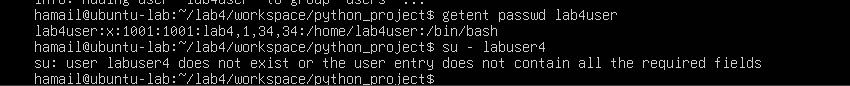 info: Adding user `lab4user' to group `users' ...
hamail@ubuntu-lab:~/lab4/workspace/python_project$ getent passwd lab4user
lab4user:x:1001:1001:lab4,1,34,34:/home/lab4user:/bin/bash
hamail@ubuntu-lab:~/lab4/workspace/python_project$ su - labuser4
su: user labuser4 does not exist or the user entry does not contain all the required fields
hamail@ubuntu-lab:~/lab4/workspace/python_project$